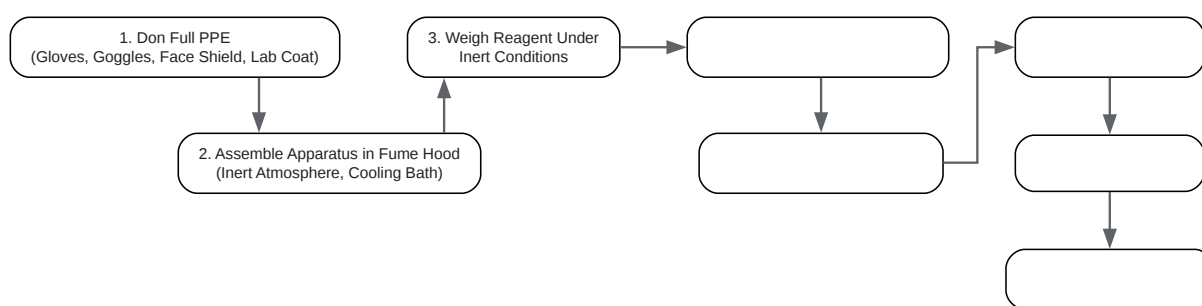 1. Don Full PPE
(Gloves, Goggles, Face Shield, Lab Coat)
2. Assemble Apparatus in Fume Hood
(Inert Atmosphere, Cooling Bath)
3. Weigh Reagent Under
Inert Conditions